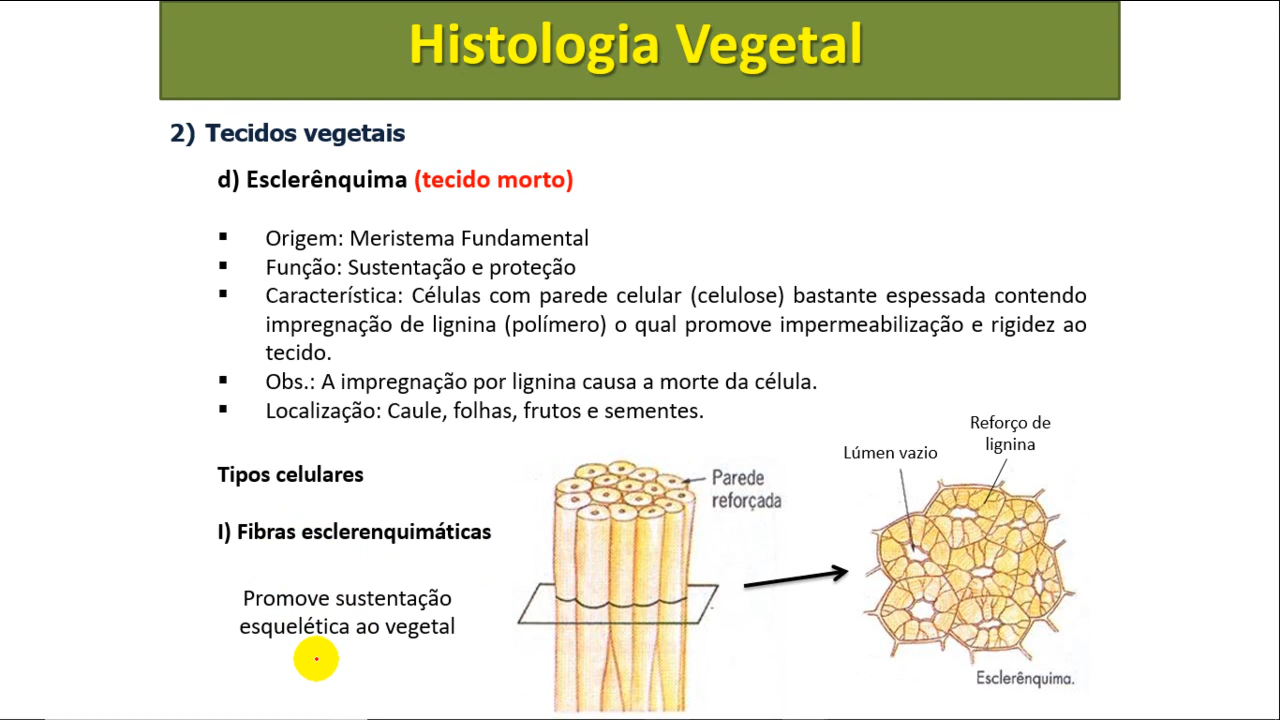 Histologia Vegetal
2) Tecidos vegetais
d) Esclerênquima (tecido morto)
▪ Origem: Meristema Fundamental
▪ Função: Sustentação e proteção
▪ Característica: Células com parede celular (celulose) bastante espessada contendo
impregnação de lignina (polímero) o qual promove impermeabilização e rigidez ao
tecido.
▪ Obs.: A impregnação por lignina causa a morte da célula.
▪ Localização: Caule, folhas, frutos e sementes.
Tipos celulares
I) Fibras esclerenquimáticas
Promove sustentação
esquelética ao vegetal
Parede
reforçada
Lúmen vazio
Reforço de
lignina
Esclerênquima.